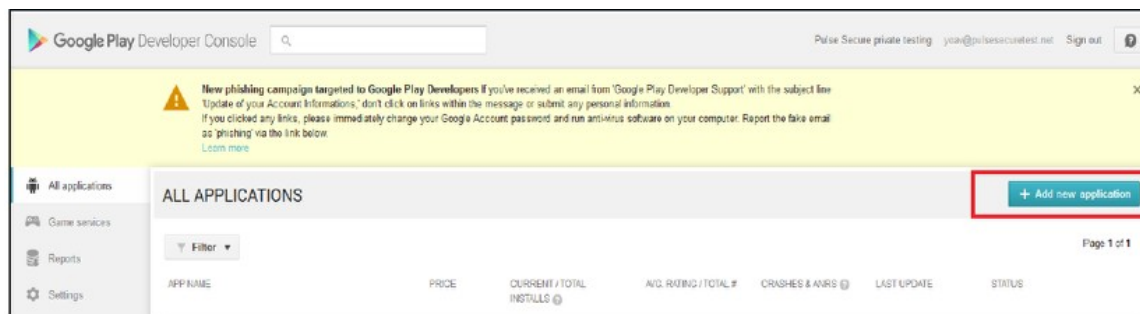 Google Play Developer Console
Pulse Secure private testing yoav@pulsesecuretest.net Sign out
New phishing campaign targeted to Google Play Developers If you've received an email from 'Google Play Developer Support' with the subject line
'Update of your Account Informations,' don't click on links within the message or submit any personal information.
If you clicked any links, please immediately change your Google Account password and run anti-virus software on your computer. Report the fake email
as 'phishing' via the link below.
Learn more
All applications
ALL APPLICATIONS
+ Add new application
Game services
Filter
Page 1 of 1
Reports
APP NAME PRICE CURRENT / TOTAL INSTALLS AVG. RATING / TOTAL # CRASHES & ANRS LAST UPDATE STATUS
Settings